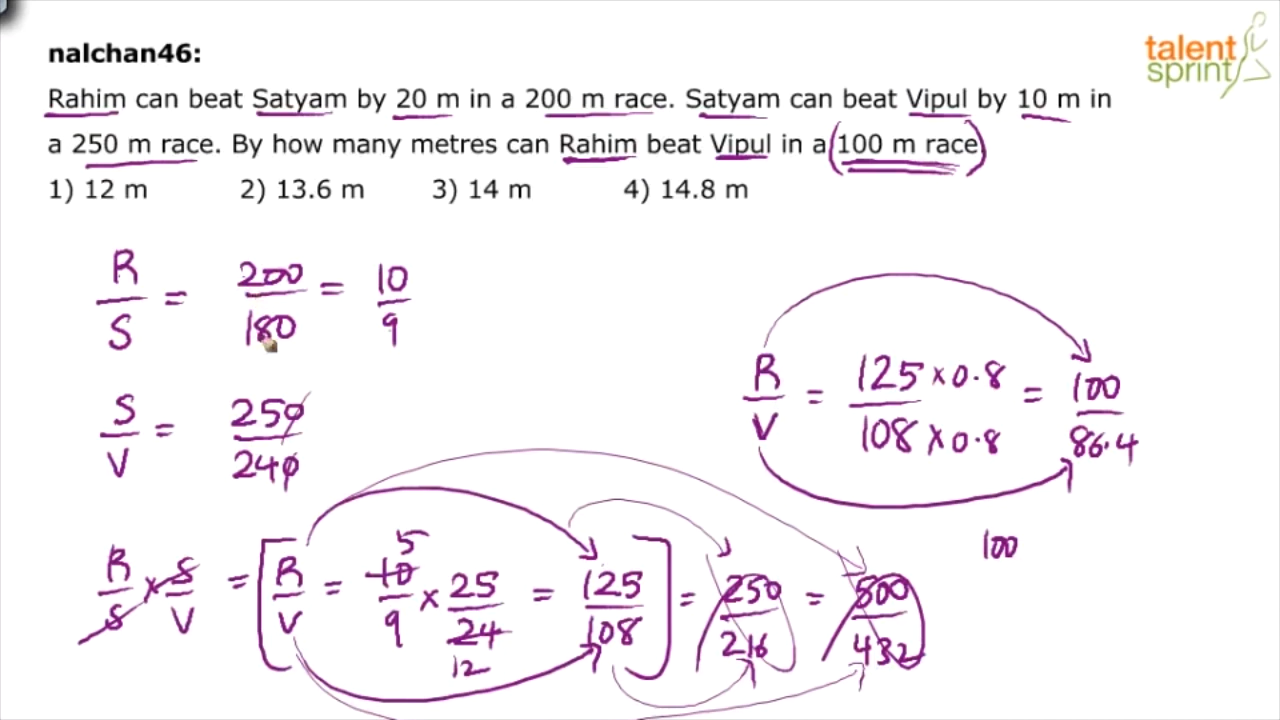 nalchan46:
talent
sprint
Rahim can beat Satyam by 20 m in a 200 m race. Satyam can beat Vipul by 10 m in
a 250 m race. By how many metres can Rahim beat Vipul in a (100 m race)
1) 12 m 2) 13.6 m 3) 14 m 4) 14.8 m
R/S = 200/180 = 10/9
S/V = 250/240
R/V = 125 × 0.8 / 108 × 0.8 = 100/86.4
100
R/S × S/V = [R/V = 10/9 × 25/24 = 125/108] = 250/216 = 500/432
5
12